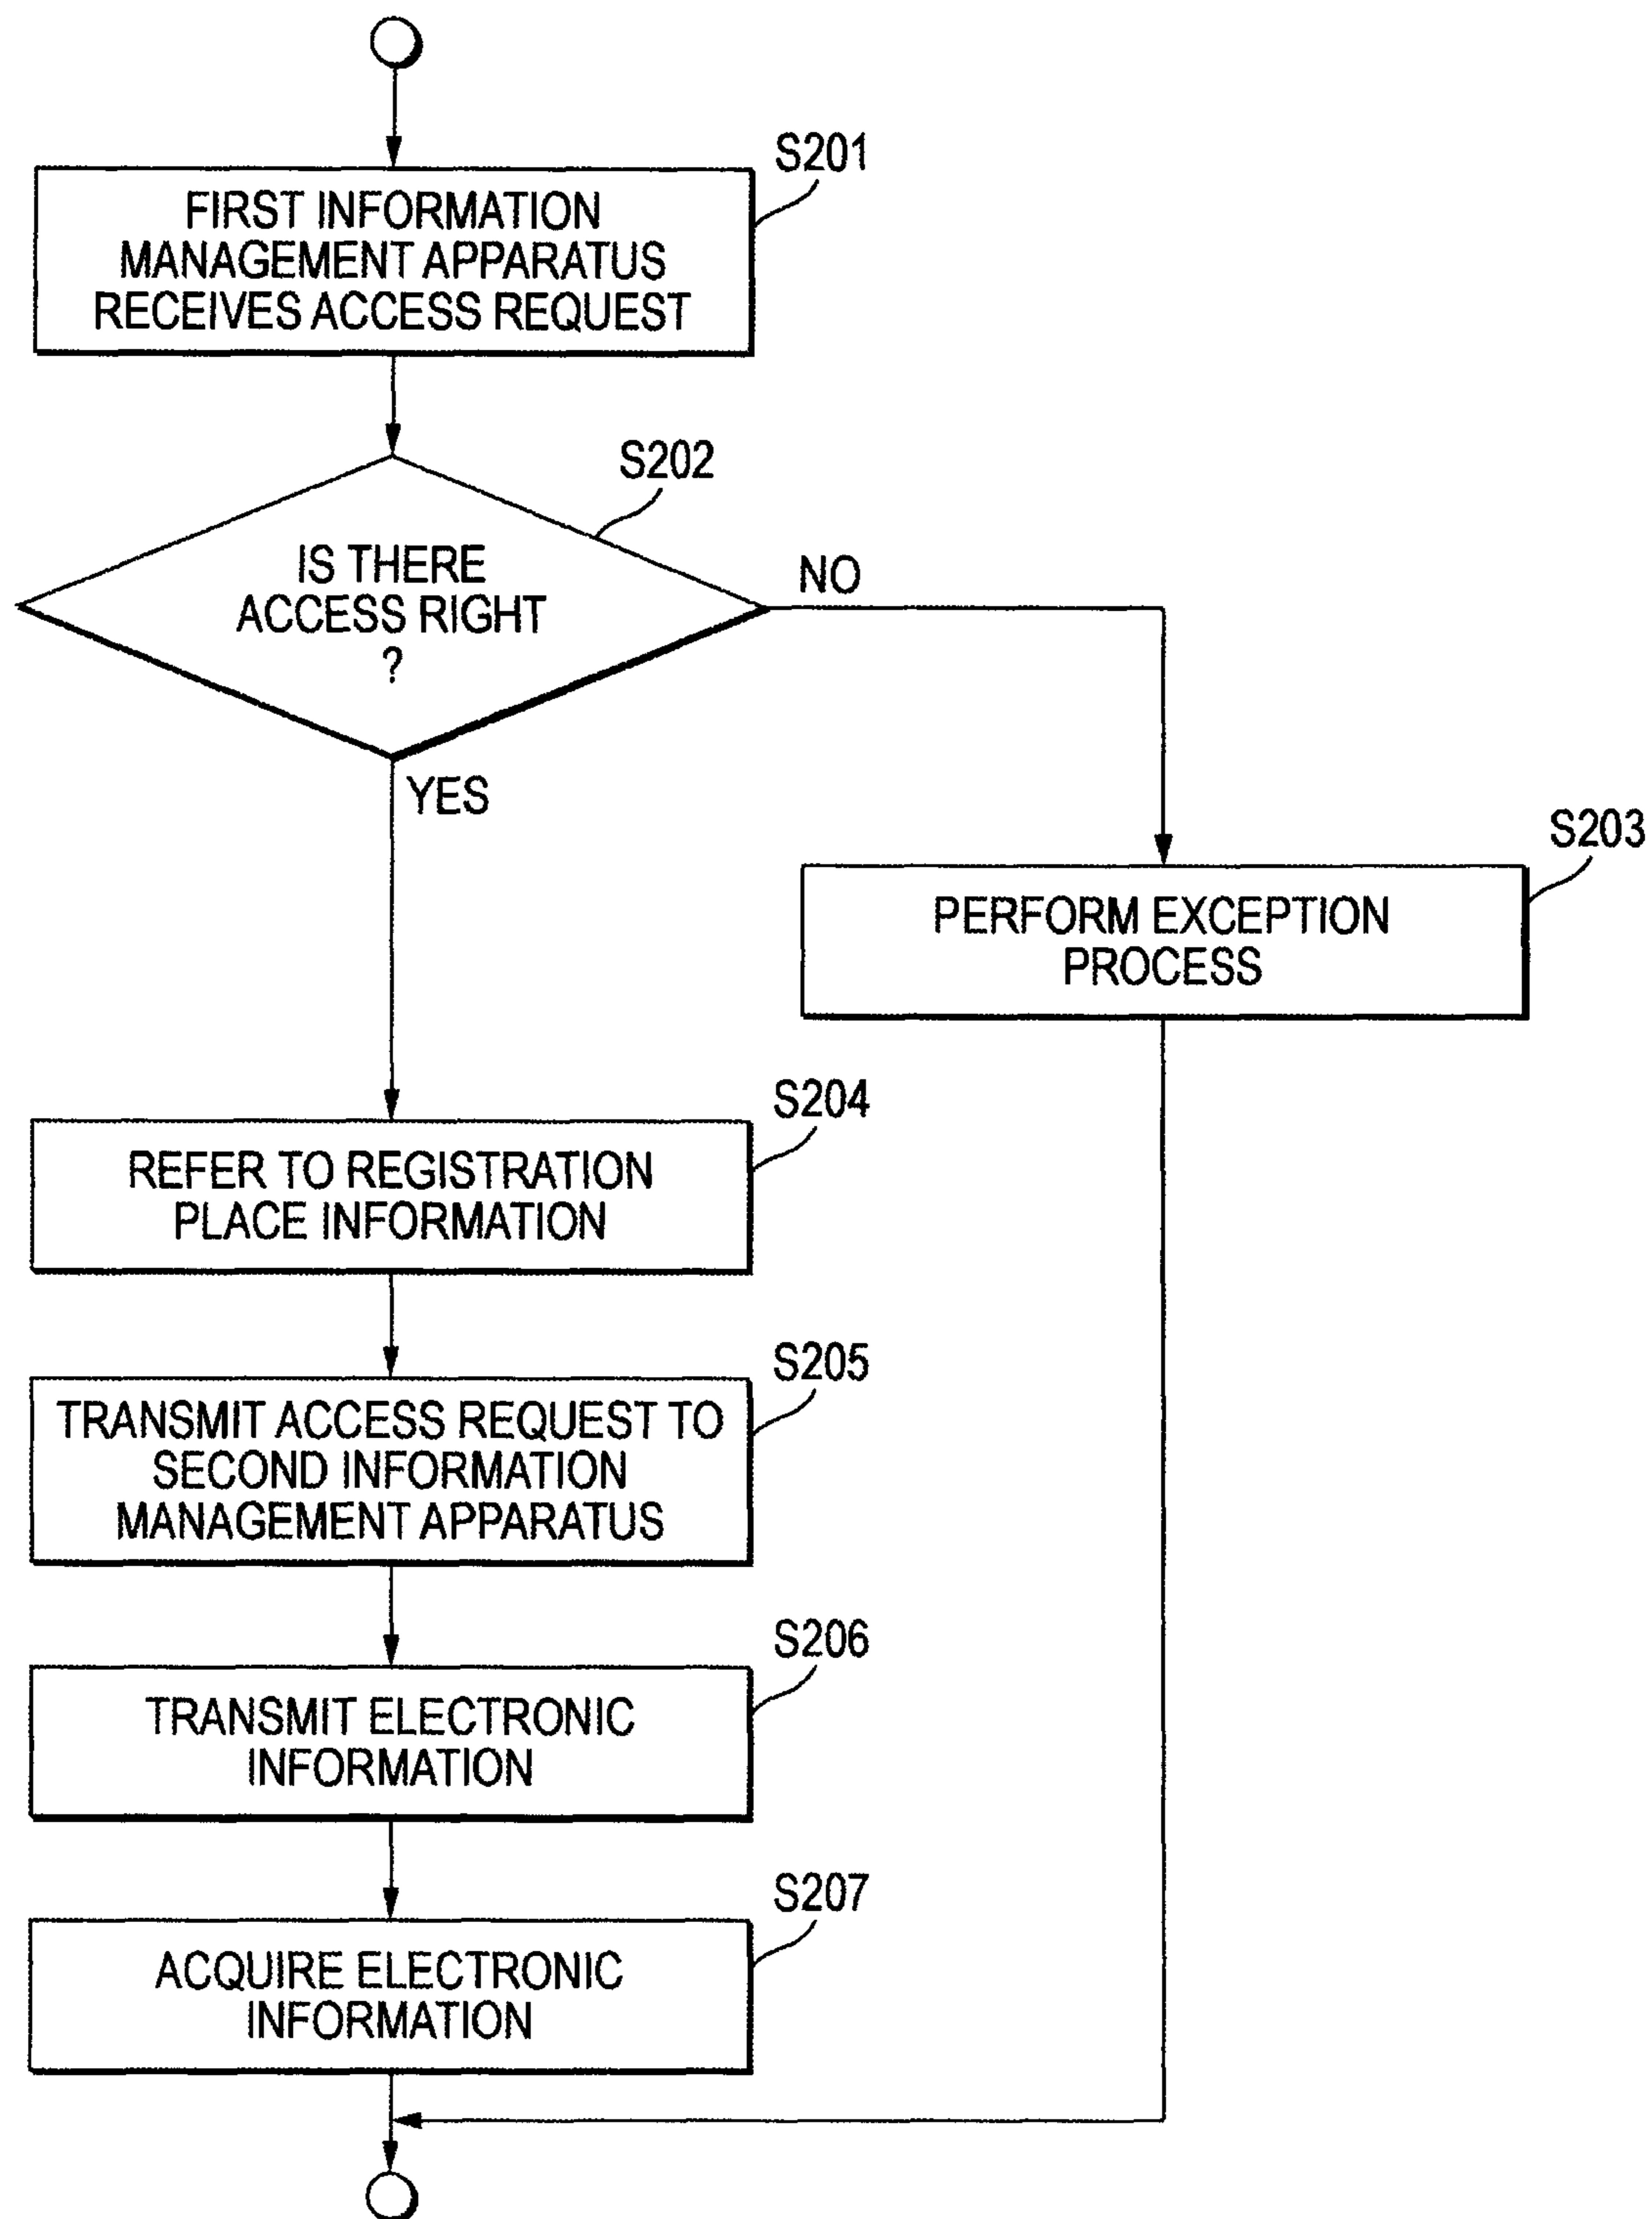 S201
FIRST INFORMATION
MANAGEMENT APPARATUS
RECEIVES ACCESS REQUEST
S202
IS THERE
ACCESS RIGHT
?
NO
YES
S203
PERFORM EXCEPTION
PROCESS
S204
REFER TO REGISTRATION
PLACE INFORMATION
S205
TRANSMIT ACCESS REQUEST TO
SECOND INFORMATION
MANAGEMENT APPARATUS
S206
TRANSMIT ELECTRONIC
INFORMATION
S207
ACQUIRE ELECTRONIC
INFORMATION